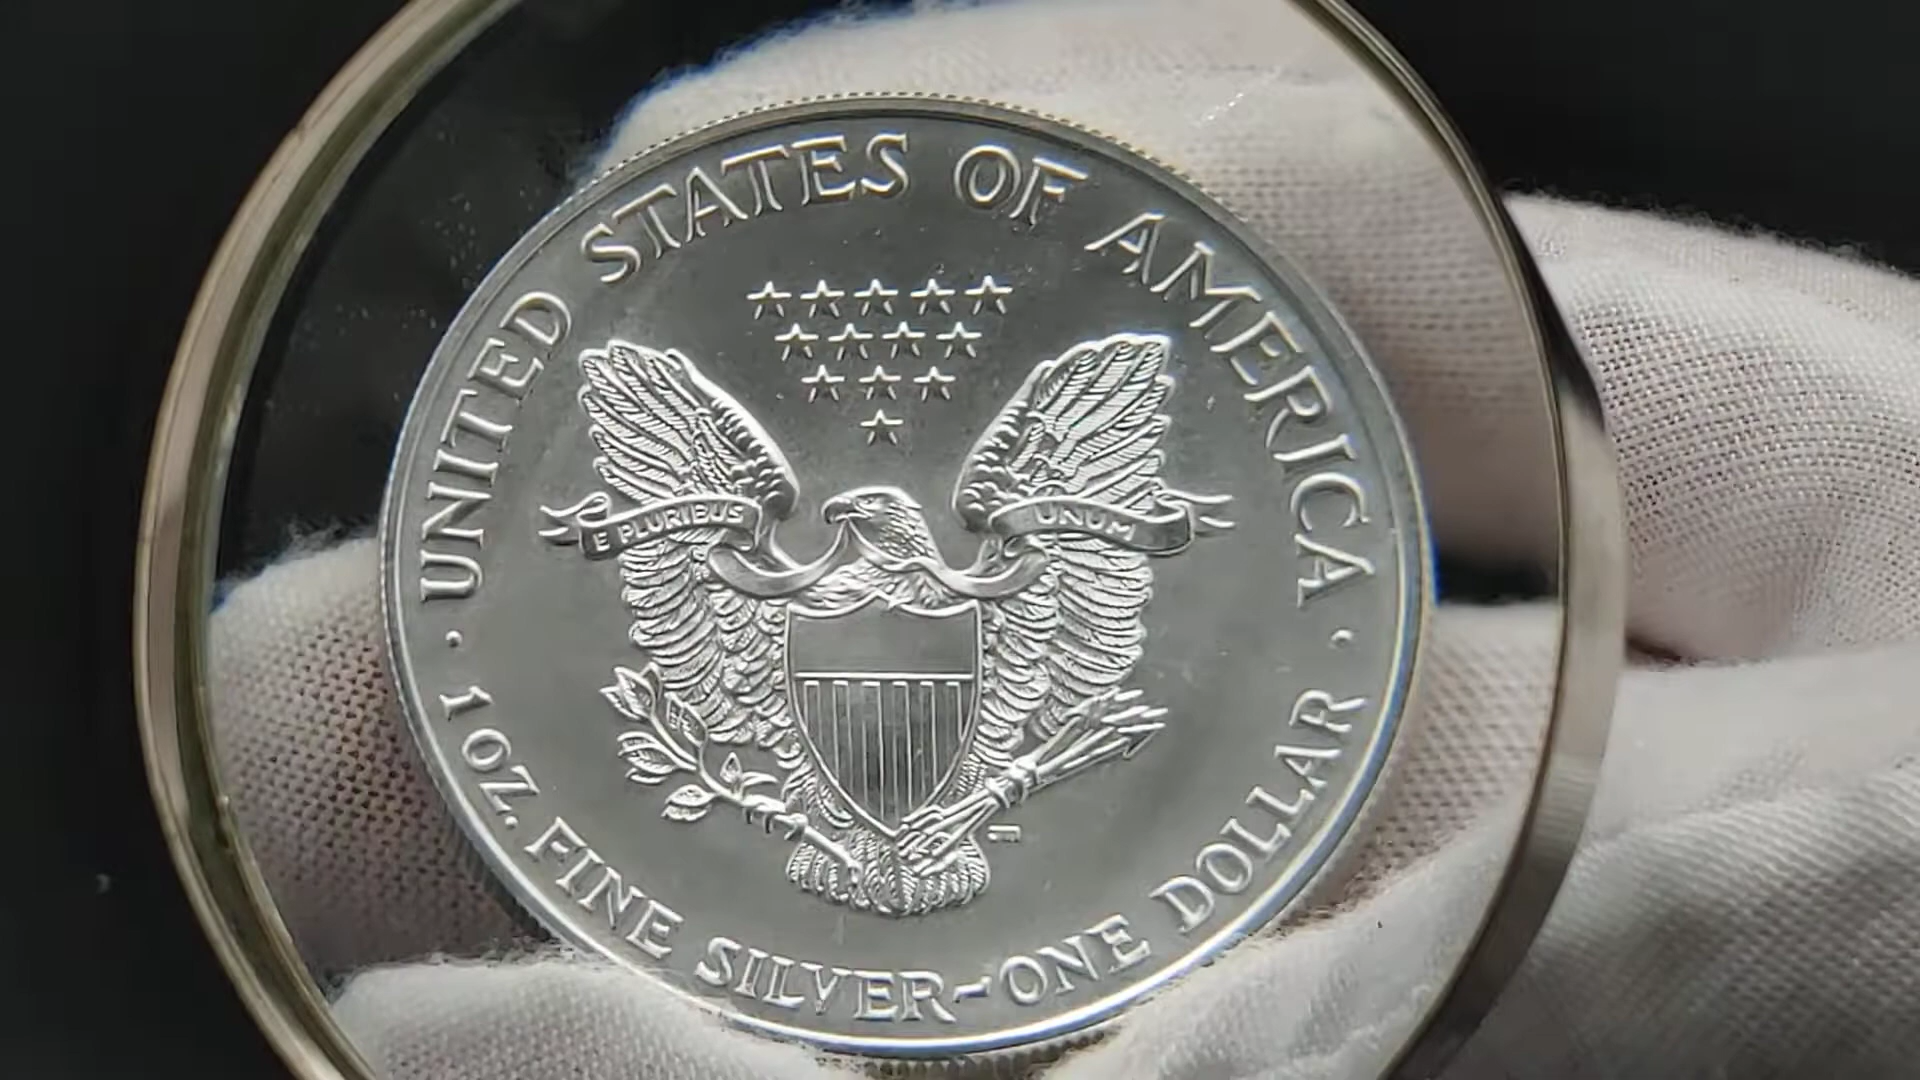 UNITED STATES OF AMERICA
E PLURIBUS UNUM
1 OZ. FINE SILVER-ONE DOLLAR